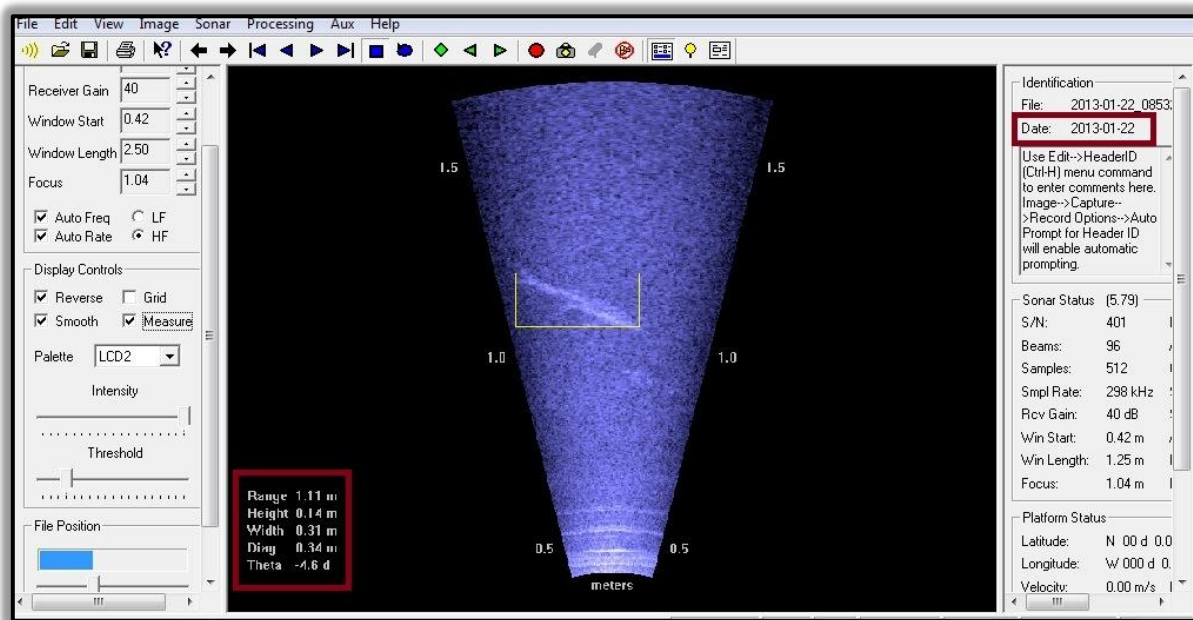 File Edit View Image Sonar Processing Aux Help
Receiver Gain 40
Window Start 0.42
Window Length 2.50
Focus 1.04
Auto Freq LF
Auto Rate HF
Display Controls
Reverse Grid
Smooth Measure
Palette LCD2
Intensity
Threshold
File Position
1.5 1.5
1.0 1.0
0.5 0.5
meters
Range 1.11 m
Height 0.14 m
Width 0.31 m
Diag 0.34 m
Theta -4.6 d
Identification
File: 2013-01-22_0853
Date: 2013-01-22
Use Edit-->HeaderID
(Ctrl-H) menu command
to enter comments here.
Image-->Capture--
>Record Options-->Auto
Prompt for Header ID
will enable automatic
prompting.
Sonar Status (5.79)
S/N: 401
Beams: 96
Samples: 512
Smpl Rate: 298 kHz
Rcv Gain: 40 dB
Win Start: 0.42 m
Win Length: 1.25 m
Focus: 1.04 m
Platform Status
Latitude: N 00 d 0.0
Longitude: W 000 d 0.
Velocity: 0.00 m/s